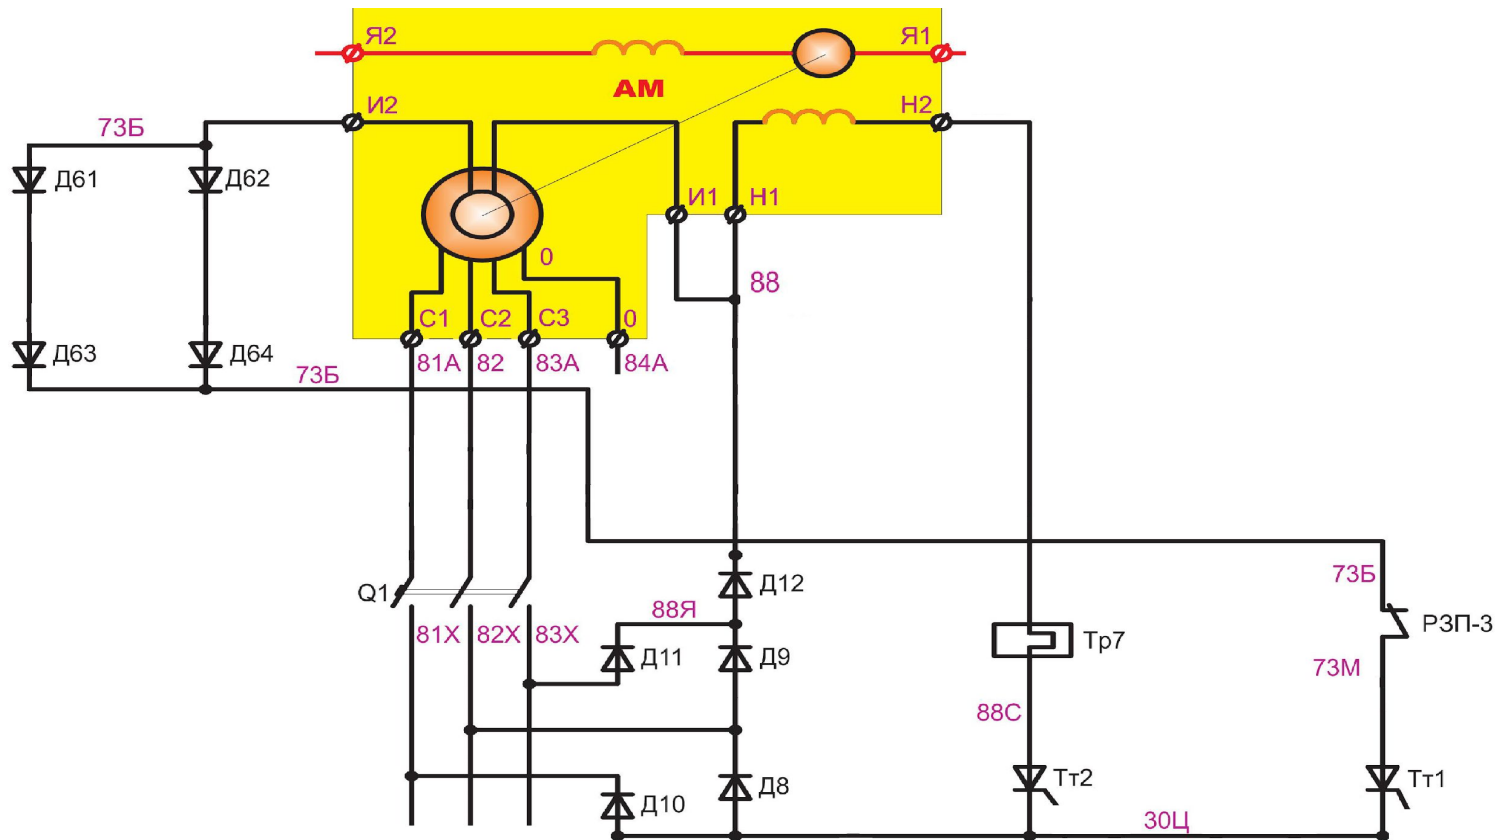 Я2
Я1
АМ
И2
Н2
73Б
Д61
Д62
И1
Н1
0
88
С1
С2
С3
0
Д63
Д64
81А
82
83А
84А
73Б
73Б
Q1
Д12
88Я
РЗП-3
81Х
82Х
83Х
Д11
Д9
Тр7
73М
88С
Тт2
Тт1
Д8
Д10
30Ц